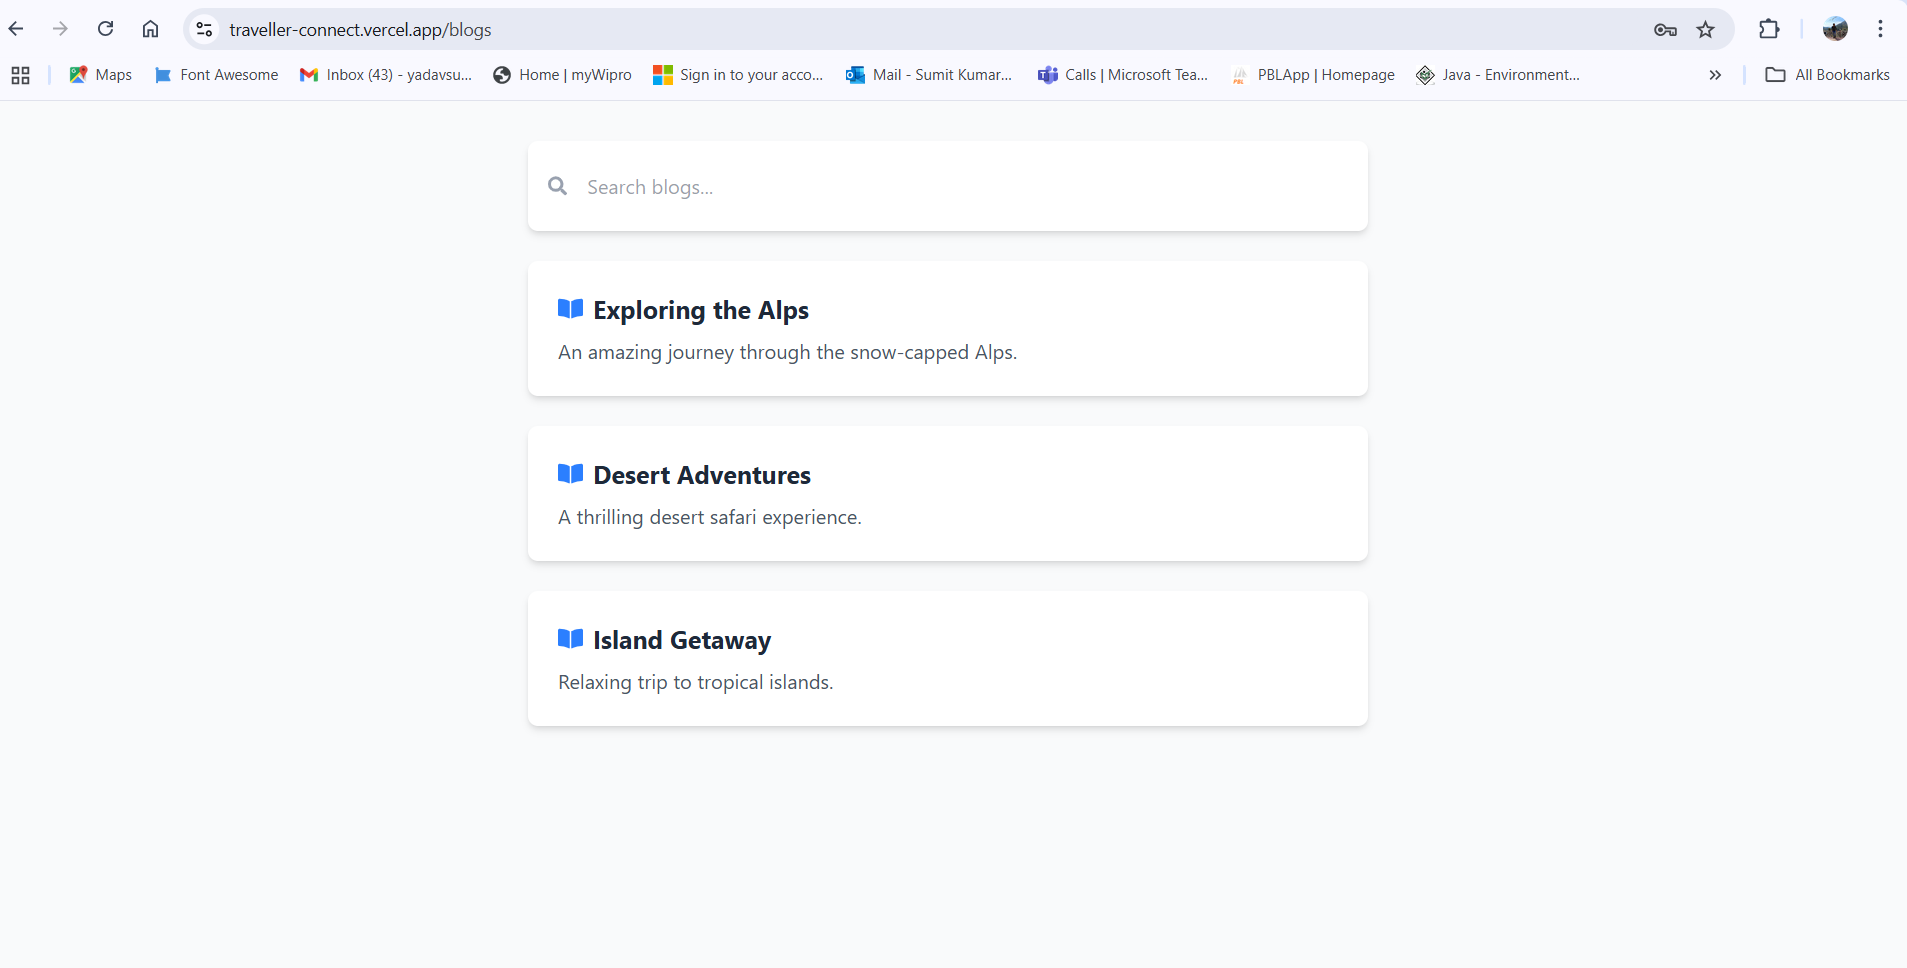 traveller-connect.vercel.app/blogs
Maps Font Awesome Inbox (43) - yadavsu... Home | myWipro Sign in to your acco... Mail - Sumit Kumar... Calls | Microsoft Tea... PBLApp | Homepage Java - Environment... All Bookmarks
Search blogs...
Exploring the Alps
An amazing journey through the snow-capped Alps.
Desert Adventures
A thrilling desert safari experience.
Island Getaway
Relaxing trip to tropical islands.